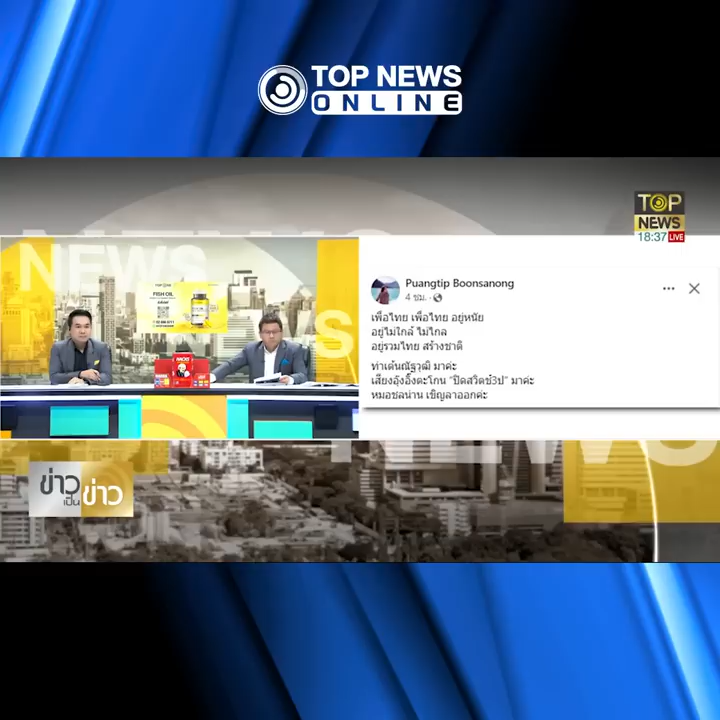 TOP NEWS
ONLINE
TOP
NEWS
18:37 LIVE
NEWS
FISH OIL
Puangtip Boonsanong
4 ชม.
เพื่อไทย เพื่อไทย อยู่หนัย
อยู่ไม่ใกล้ ไม่ไกล
อยู่รวมไทย สร้างชาติ
ท่าเต้นณัฐวุฒิ มาค่ะ
เสียงอุ๊งอิ๊งตะโกน "ปิดสวิตช์3ป" มาค่ะ
หมอชลน่าน เชิญลาออกค่ะ
NEWS
ข่าว
เป็น
ข่าว